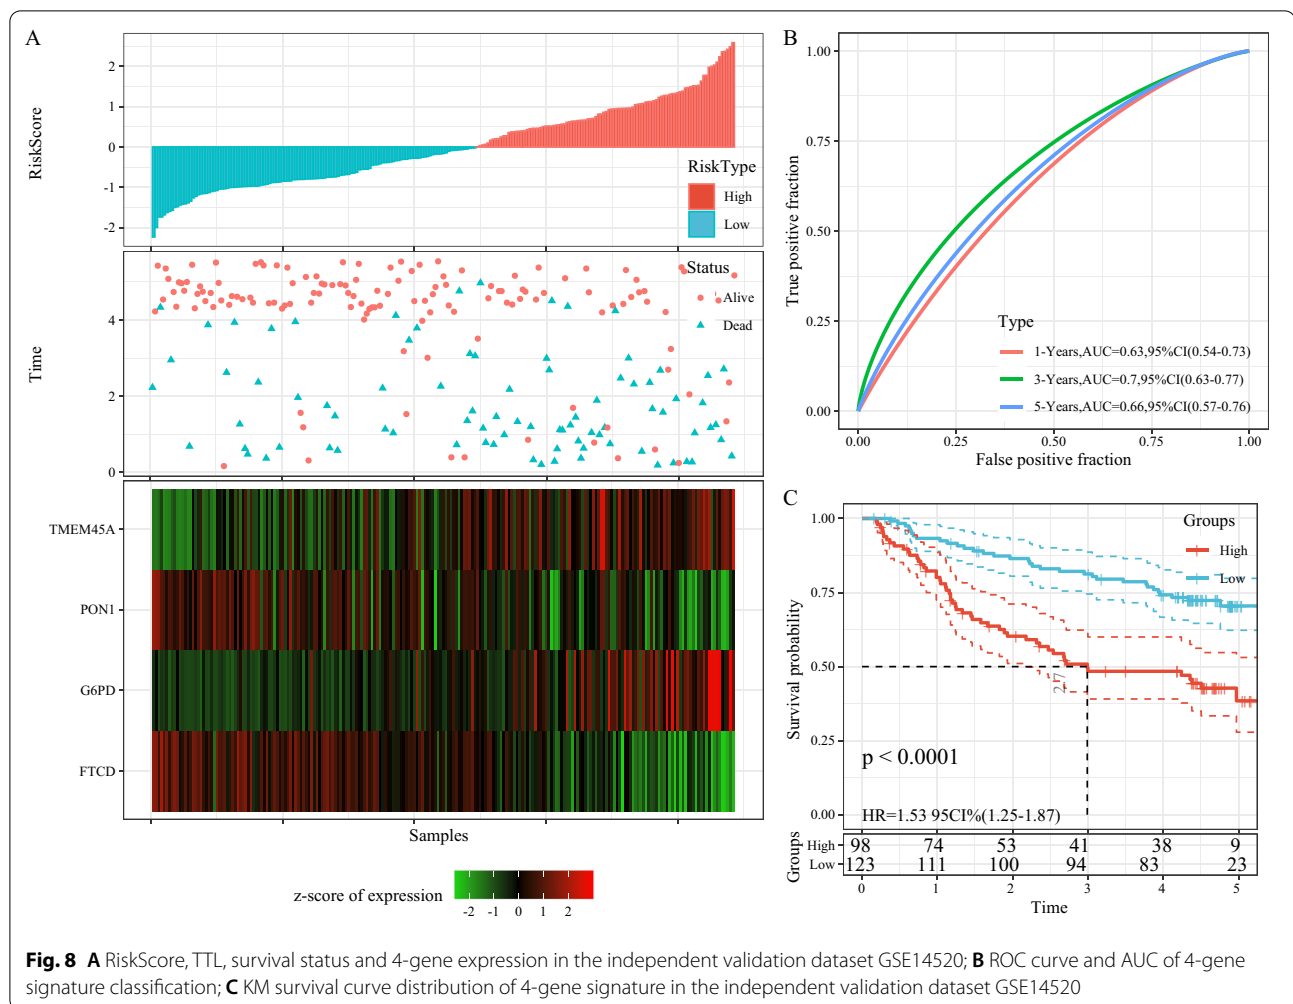 A
RiskScore
2
1
0
-1
-2
RiskType
High
Low
Time
4
2
0
Status
Alive
Dead
TMEM45A
PON1
G6PD
FTCD
Samples
z-score of expression
-2 -1 0 1 2
B
True positive fraction
1.00
0.75
0.50
0.25
0.00
Type
1-Years,AUC=0.63,95%CI(0.54-0.73)
3-Years,AUC=0.7,95%CI(0.63-0.77)
5-Years,AUC=0.66,95%CI(0.57-0.76)
0.00 0.25 0.50 0.75 1.00
False positive fraction
C
Survival probability
1.00
0.75
0.50
0.25
0.00
Groups
High
Low
2.7
p < 0.0001
HR=1.53 95CI%(1.25-1.87)
Groups
High 98 74 53 41 38 9
Low 123 111 100 94 83 23
0 1 2 3 4 5
Time
Fig. 8 A RiskScore, TTL, survival status and 4-gene expression in the independent validation dataset GSE14520; B ROC curve and AUC of 4-gene
signature classification; C KM survival curve distribution of 4-gene signature in the independent validation dataset GSE14520